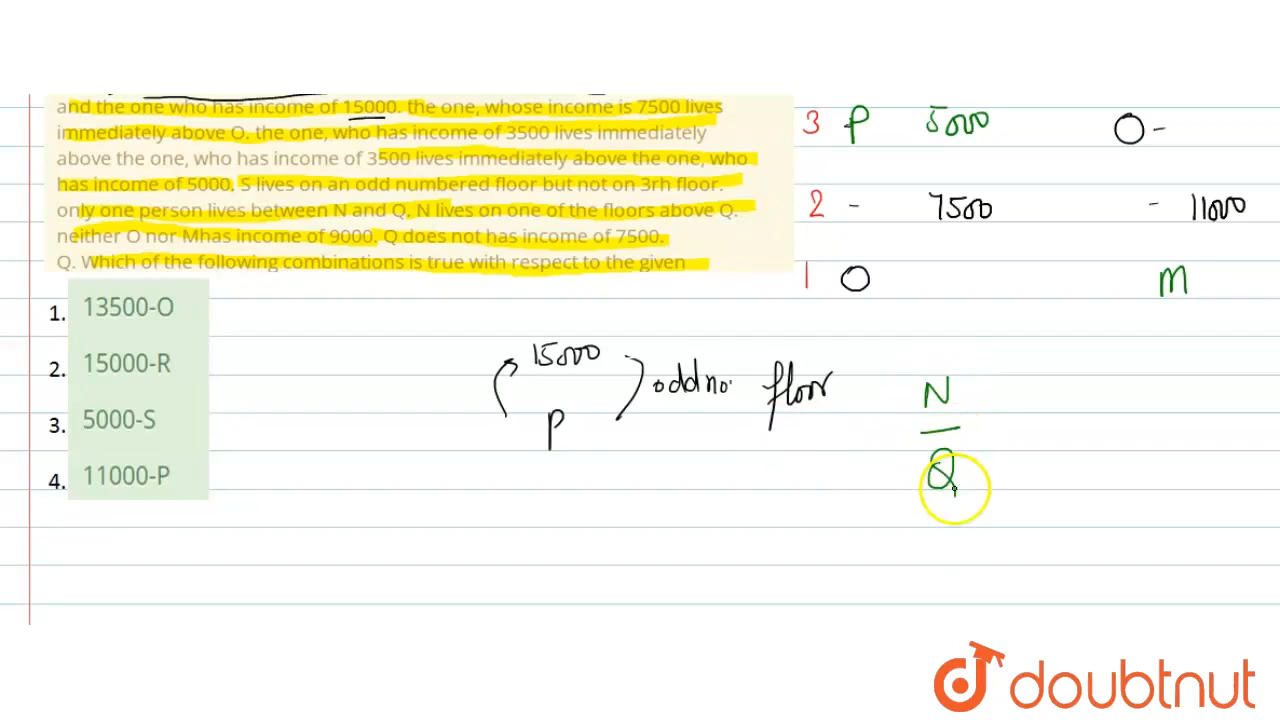 and the one who has income of 15000. the one, whose income is 7500 lives
immediately above O. the one, who has income of 3500 lives immediately
above the one, who has income of 3500 lives immediately above the one, who
has income of 5000. S lives on an odd numbered floor but not on 3rh floor.
only one person lives between N and Q. N lives on one of the floors above Q.
neither O nor Mhas income of 9000. Q does not has income of 7500.
Q. Which of the following combinations is true with respect to the given
1. 13500-O
2. 15000-R
3. 5000-S
4. 11000-P
3 P 5000 O -
2 - 7500 - 11000
1 O M
15000
P
odd no. floor
N
Q
doubtnut